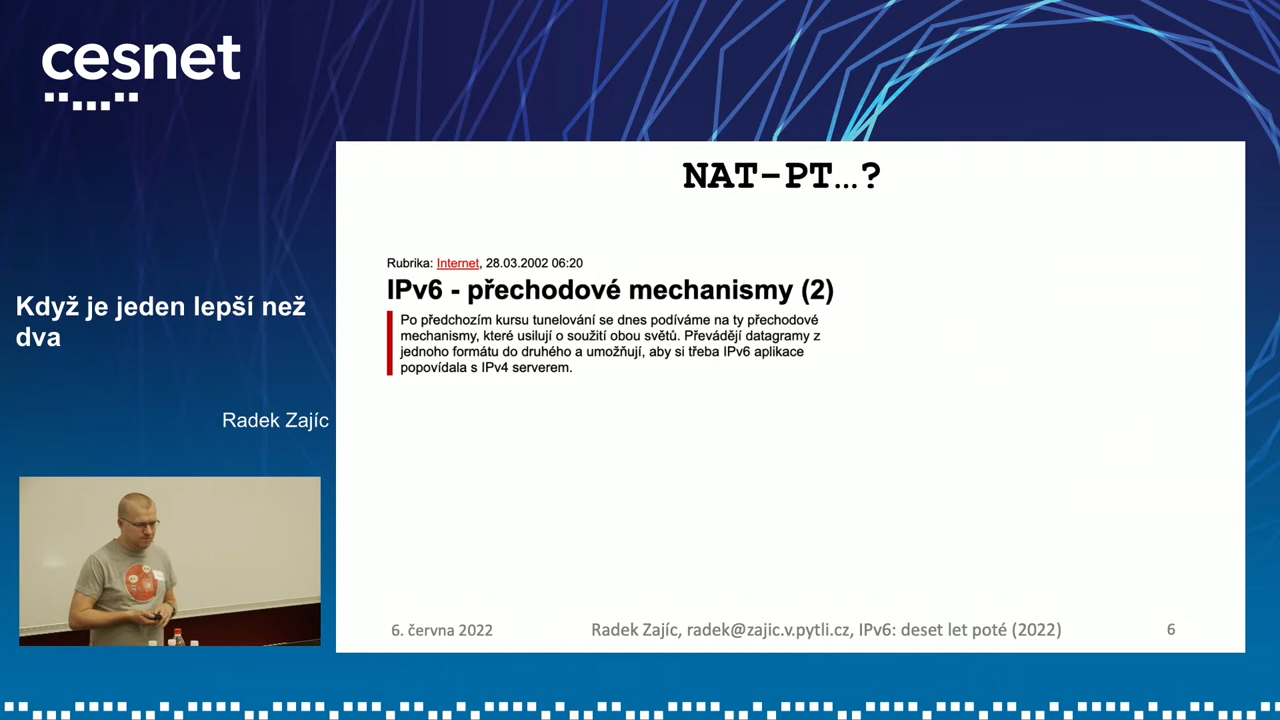 cesnet
NAT-PT...?
Rubrika: Internet, 28.03.2002 06:20
IPv6 - přechodové mechanismy (2)
Po předchozím kursu tunelování se dnes podíváme na ty přechodové
mechanismy, které usilují o soužití obou světů. Převádějí datagramy z
jednoho formátu do druhého a umožňují, aby si třeba IPv6 aplikace
popovídala s IPv4 serverem.
Když je jeden lepší než
dva
Radek Zajíc
6. června 2022
Radek Zajíc, radek@zajic.v.pytli.cz, IPv6: deset let poté (2022)
6